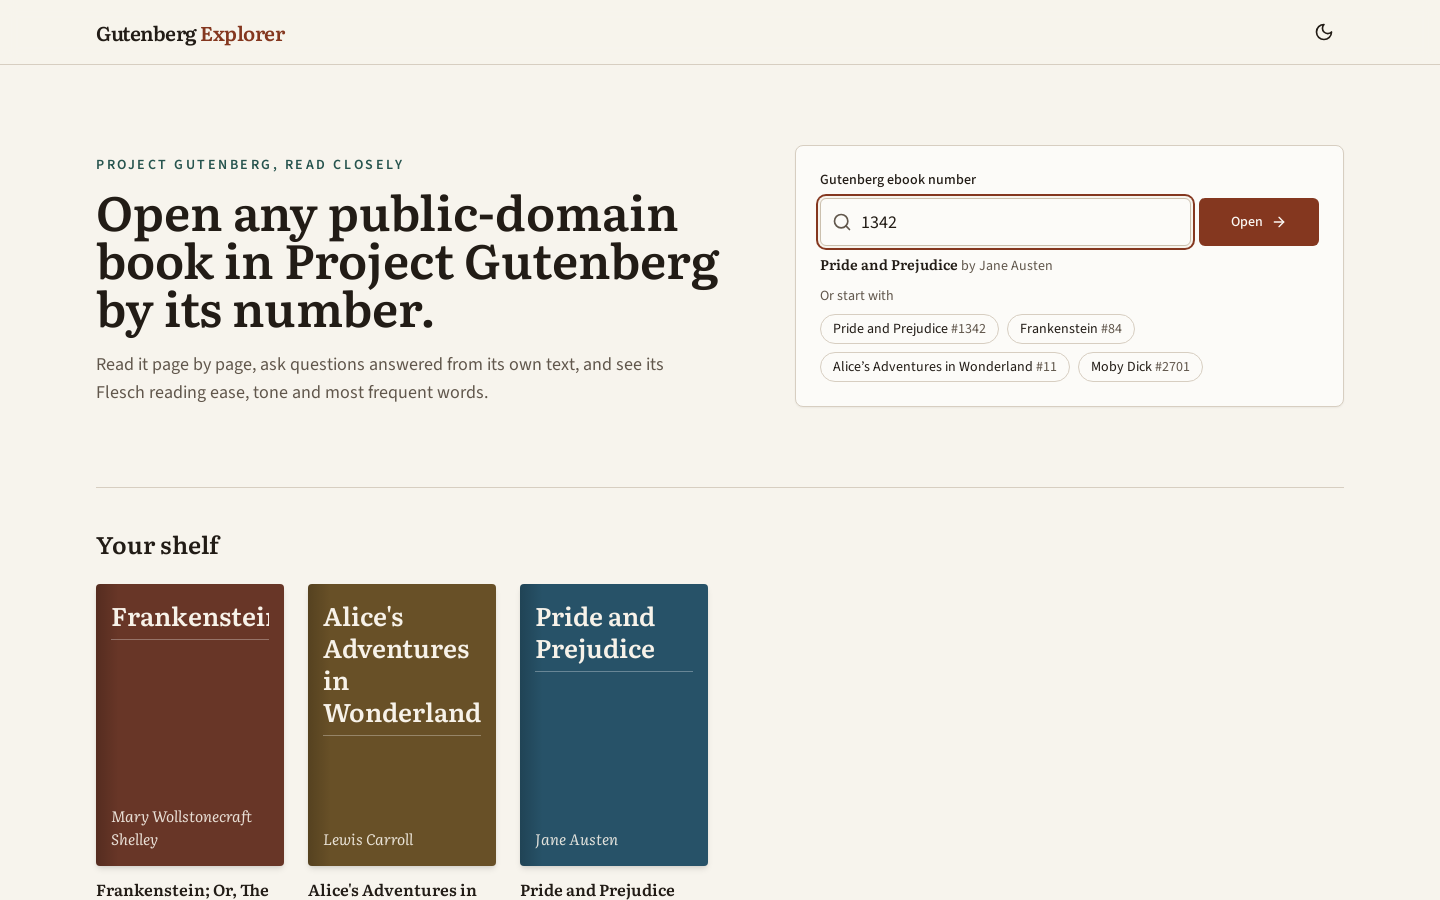 Gutenberg Explorer
PROJECT GUTENBERG, READ CLOSELY
Open any public-domain
book in Project Gutenberg
by its number.
Read it page by page, ask questions answered from its own text, and see its
Flesch reading ease, tone and most frequent words.
Gutenberg ebook number
1342
Open
Pride and Prejudice by Jane Austen
Or start with
Pride and Prejudice #1342
Frankenstein #84
Alice’s Adventures in Wonderland #11
Moby Dick #2701
Your shelf
Frankenstein
Mary Wollstonecraft
Shelley
Alice's
Adventures
in
Wonderland
Lewis Carroll
Pride and
Prejudice
Jane Austen
Frankenstein; Or, The
Alice's Adventures in
Pride and Prejudice